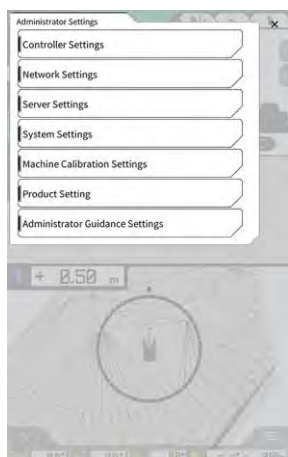 Administrator Settings
Controller Settings
Network Settings
Server Settings
System Settings
Machine Calibration Settings
Product Setting
Administrator Guidance Settings
+ 0.50 m